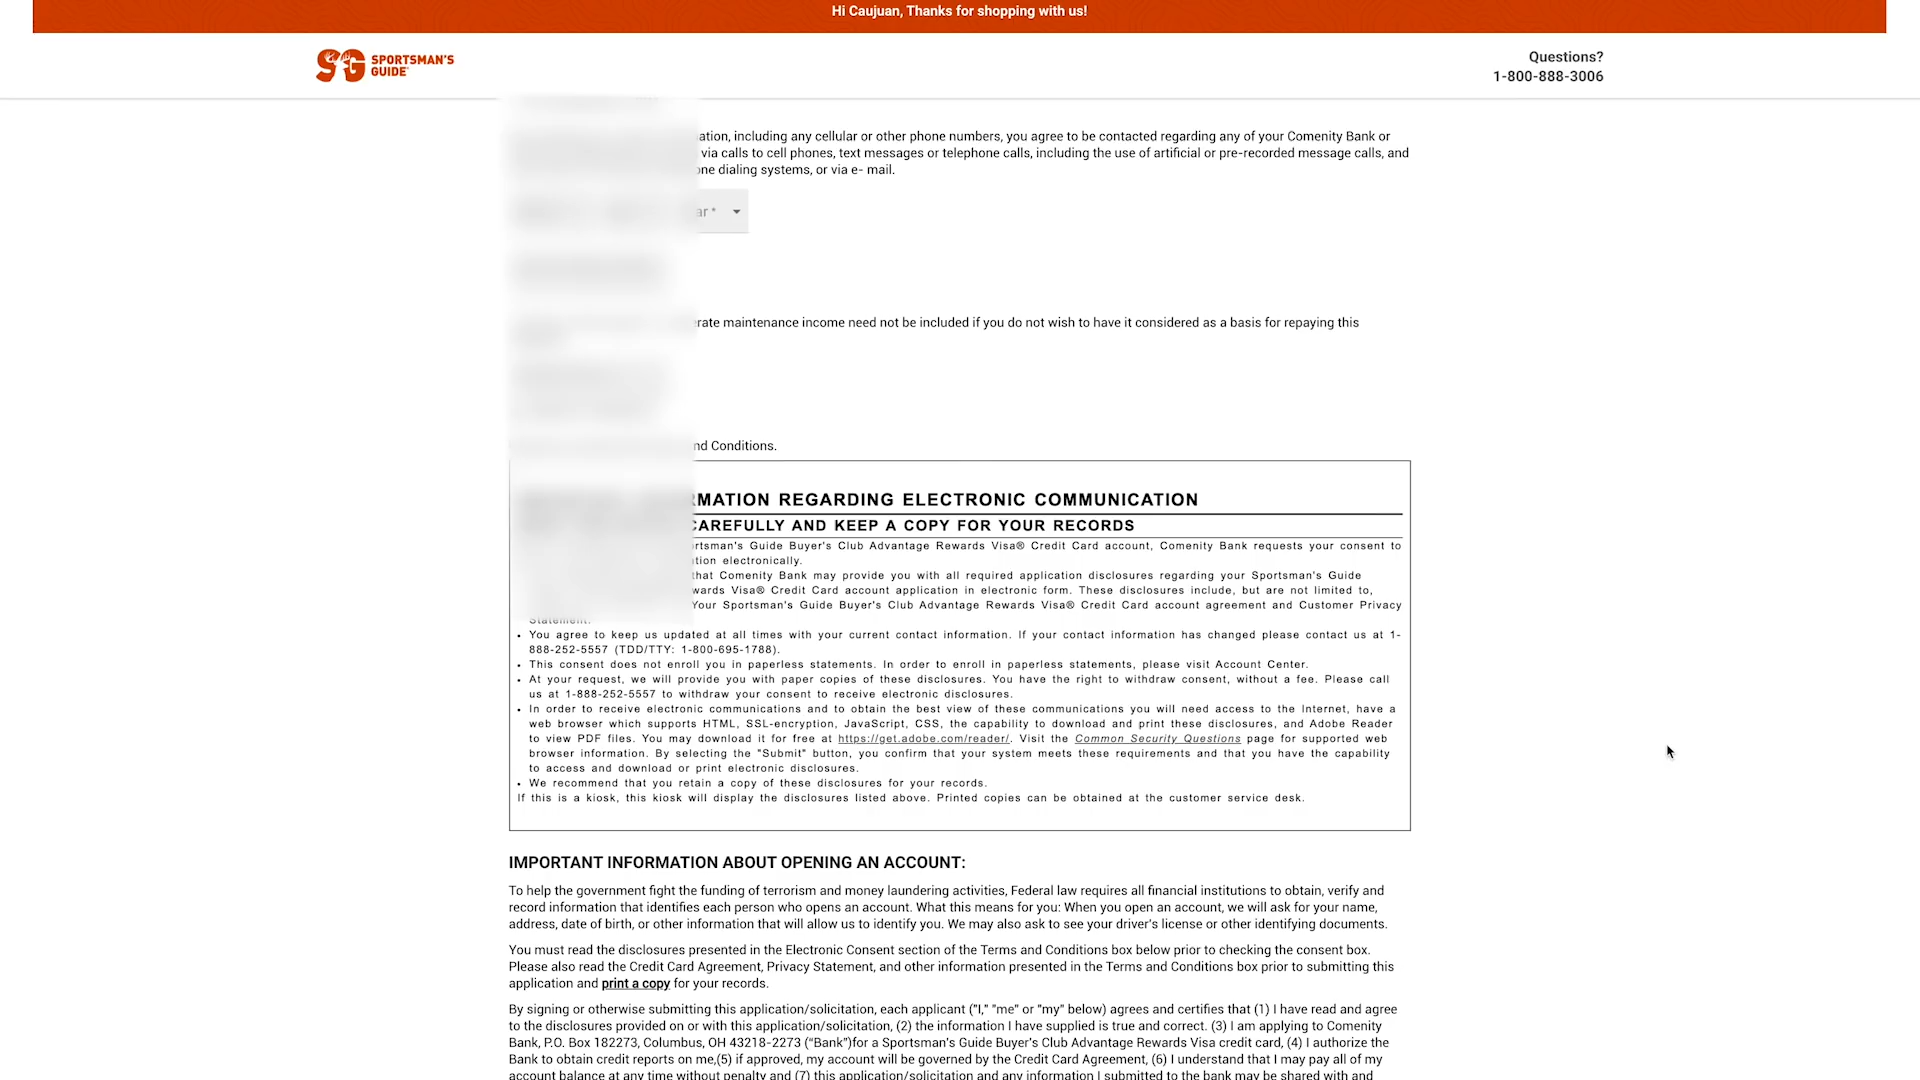 Hi Caujuan, Thanks for shopping with us!
SG SPORTSMAN'S GUIDE
Questions?
1-800-888-3006
ation, including any cellular or other phone numbers, you agree to be contacted regarding any of your Comenity Bank or
via calls to cell phones, text messages or telephone calls, including the use of artificial or pre-recorded message calls, and
one dialing systems, or via e- mail.
ar *
rate maintenance income need not be included if you do not wish to have it considered as a basis for repaying this
nd Conditions.
RMATION REGARDING ELECTRONIC COMMUNICATION
CAREFULLY AND KEEP A COPY FOR YOUR RECORDS
rtsman's Guide Buyer's Club Advantage Rewards Visa® Credit Card account, Comenity Bank requests your consent to
tion electronically.
that Comenity Bank may provide you with all required application disclosures regarding your Sportsman's Guide
wards Visa® Credit Card account application in electronic form. These disclosures include, but are not limited to,
Your Sportsman's Guide Buyer's Club Advantage Rewards Visa® Credit Card account agreement and Customer Privacy
Statement.
• You agree to keep us updated at all times with your current contact information. If your contact information has changed please contact us at 1-
888-252-5557 (TDD/TTY: 1-800-695-1788).
• This consent does not enroll you in paperless statements. In order to enroll in paperless statements, please visit Account Center.
• At your request, we will provide you with paper copies of these disclosures. You have the right to withdraw consent, without a fee. Please call
us at 1-888-252-5557 to withdraw your consent to receive electronic disclosures.
• In order to receive electronic communications and to obtain the best view of these communications you will need access to the Internet, have a
web browser which supports HTML, SSL-encryption, JavaScript, CSS, the capability to download and print these disclosures, and Adobe Reader
to view PDF files. You may download it for free at https://get.adobe.com/reader/. Visit the Common Security Questions page for supported web
browser information. By selecting the "Submit" button, you confirm that your system meets these requirements and that you have the capability
to access and download or print electronic disclosures.
• We recommend that you retain a copy of these disclosures for your records.
If this is a kiosk, this kiosk will display the disclosures listed above. Printed copies can be obtained at the customer service desk.
IMPORTANT INFORMATION ABOUT OPENING AN ACCOUNT:
To help the government fight the funding of terrorism and money laundering activities, Federal law requires all financial institutions to obtain, verify and
record information that identifies each person who opens an account. What this means for you: When you open an account, we will ask for your name,
address, date of birth, or other information that will allow us to identify you. We may also ask to see your driver's license or other identifying documents.
You must read the disclosures presented in the Electronic Consent section of the Terms and Conditions box below prior to checking the consent box.
Please also read the Credit Card Agreement, Privacy Statement, and other information presented in the Terms and Conditions box prior to submitting this
application and print a copy for your records.
By signing or otherwise submitting this application/solicitation, each applicant ("I," "me" or "my" below) agrees and certifies that (1) I have read and agree
to the disclosures provided on or with this application/solicitation, (2) the information I have supplied is true and correct. (3) I am applying to Comenity
Bank, P.O. Box 182273, Columbus, OH 43218-2273 ("Bank")for a Sportsman's Guide Buyer's Club Advantage Rewards Visa credit card, (4) I authorize the
Bank to obtain credit reports on me,(5) if approved, my account will be governed by the Credit Card Agreement, (6) I understand that I may pay all of my
account balance at any time without penalty and (7) this application/solicitation and any information I submitted to the bank may be shared with and